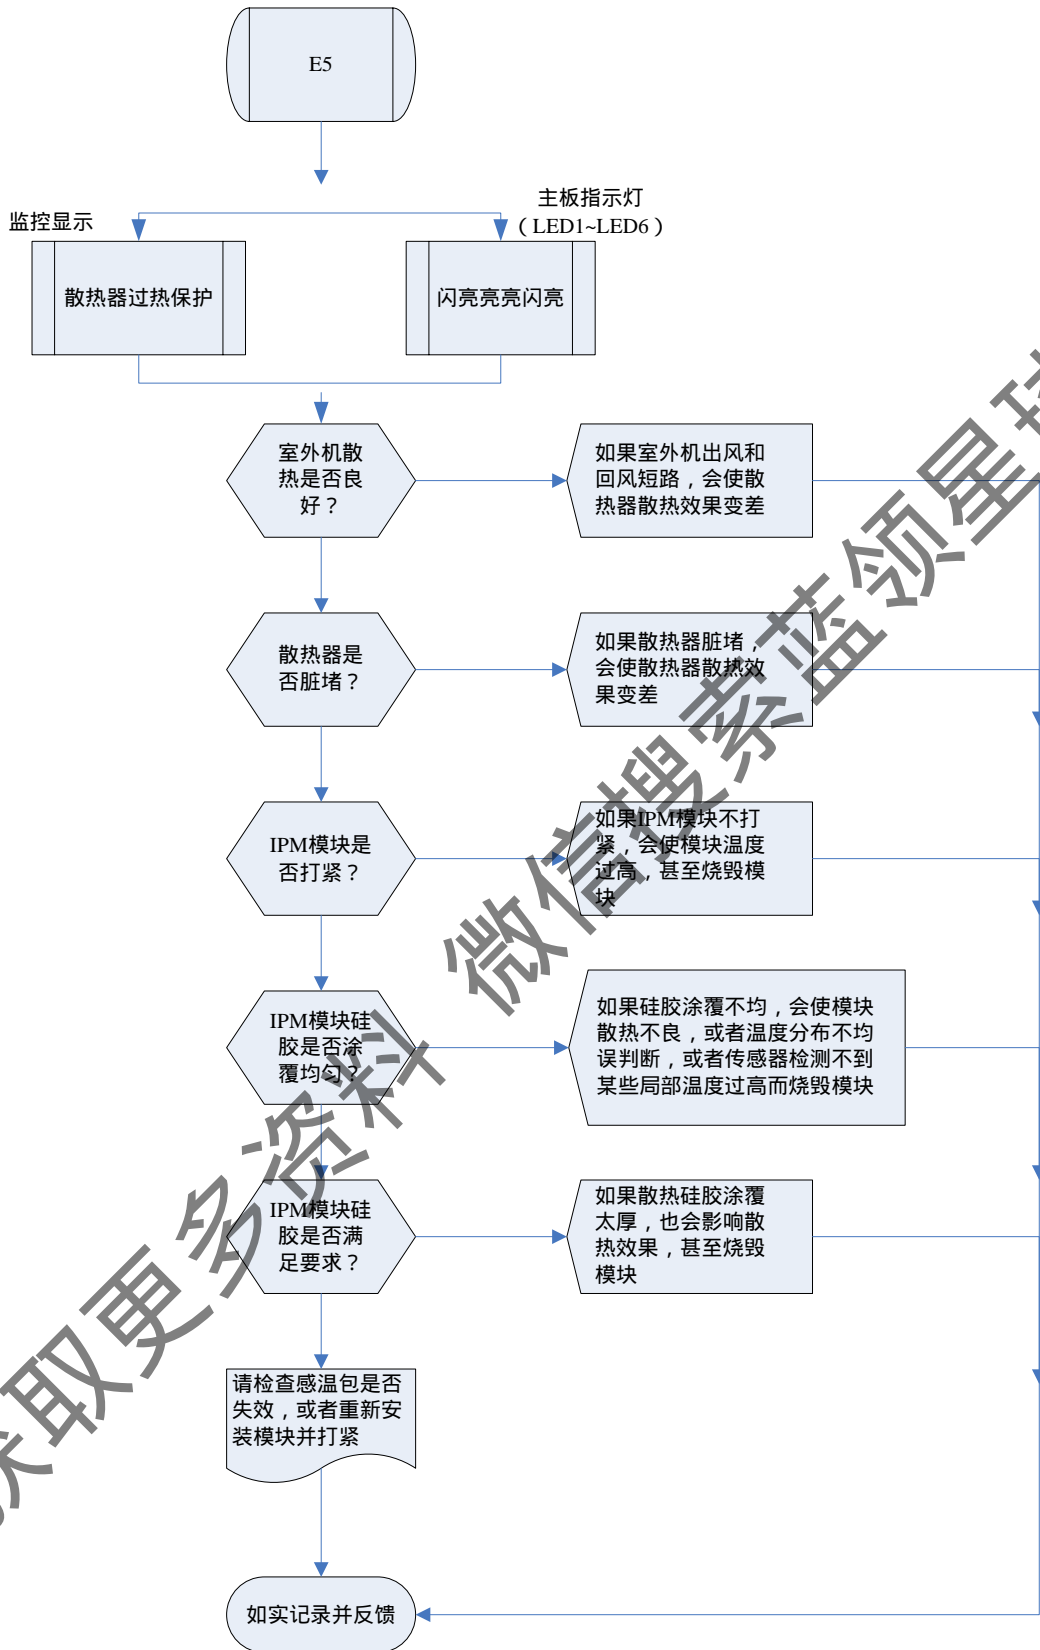 E5
监控显示
主板指示灯
（LED1~LED6）
散热器过热保护
闪亮亮亮闪亮
室外机散
热是否良
好？
如果室外机出风和
回风短路，会使散
热器散热效果变差
散热器是
否脏堵？
如果散热器脏堵，
会使散热器散热效
果变差
IPM模块是
否打紧？
如果IPM模块不打
紧，会使模块温度
过高，甚至烧毁模
块
IPM模块硅
胶是否涂
覆均匀？
如果硅胶涂覆不均，会使模块
散热不良，或者温度分布不均
误判断，或者传感器检测不到
某些局部温度过高而烧毁模块
IPM模块硅
胶是否满
足要求？
如果散热硅胶涂覆
太厚，也会影响散
热效果，甚至烧毁
模块
请检查感温包是否
失效，或者重新安
装模块并打紧
如实记录并反馈
获取更多资料 微信搜索蓝领星球